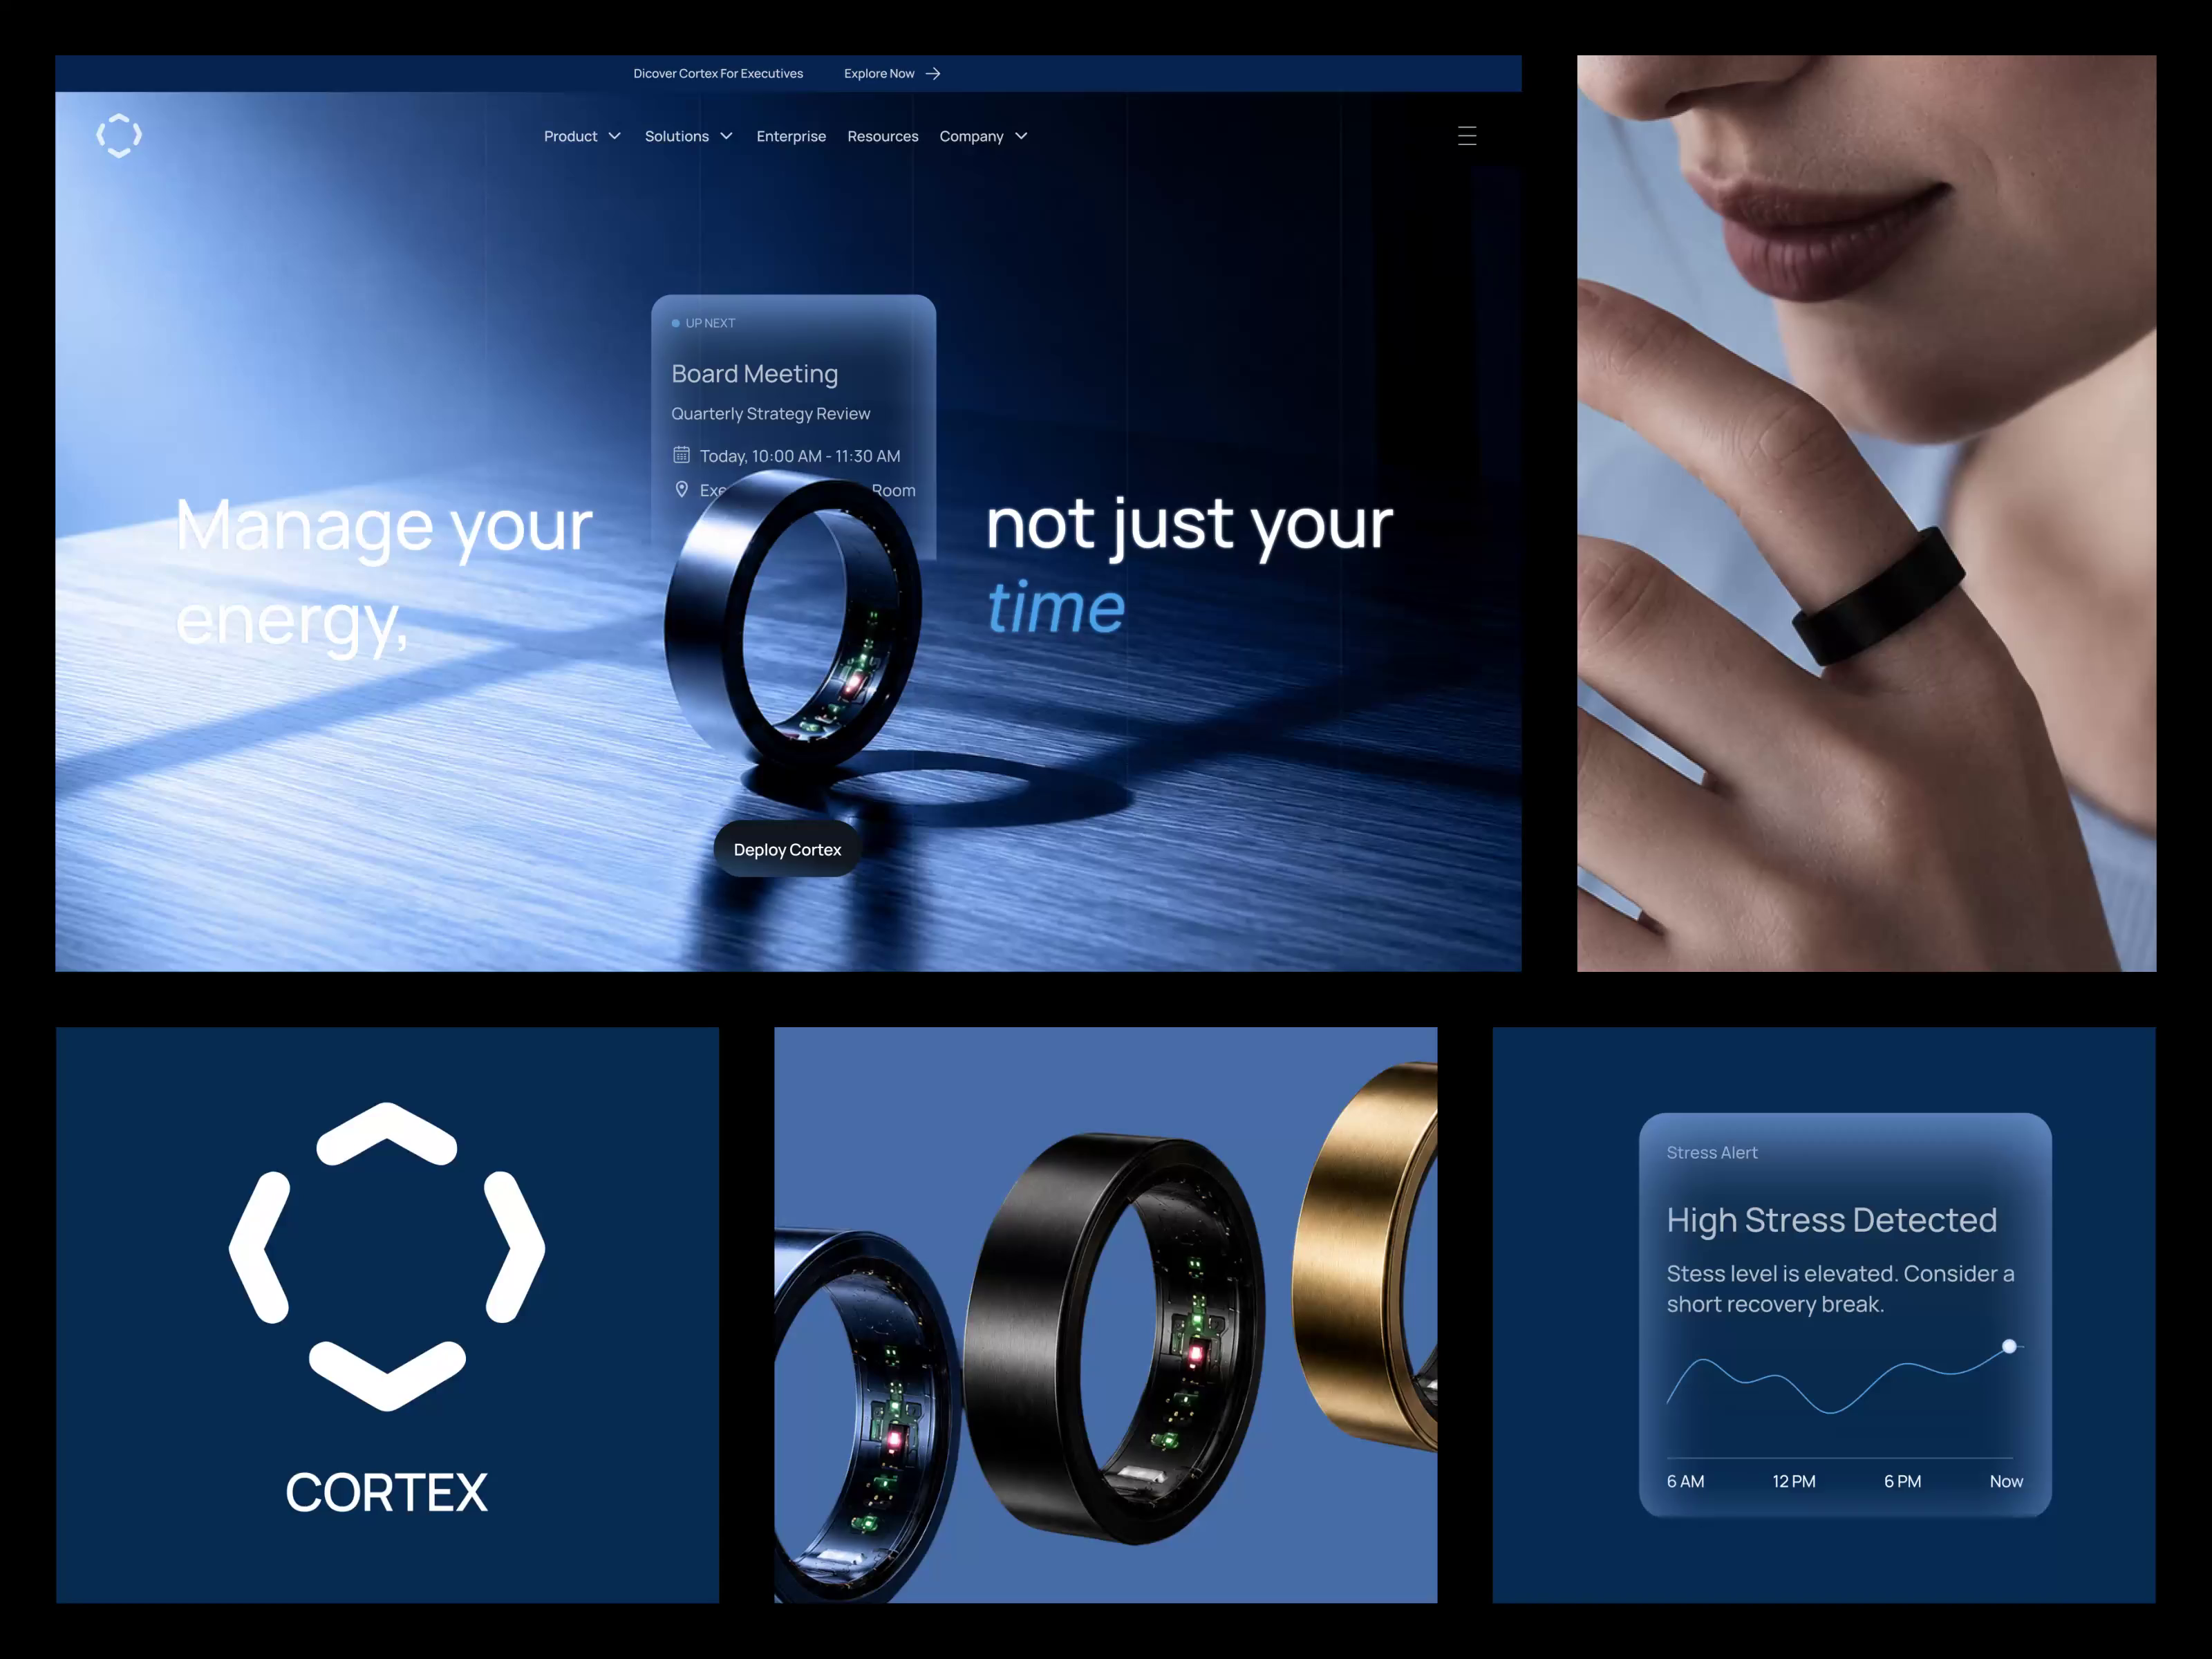 Dicover Cortex For Executives
Explore Now
Product
Solutions
Enterprise
Resources
Company
UP NEXT
Board Meeting
Quarterly Strategy Review
Today, 10:00 AM - 11:30 AM
Exe Room
Manage your
energy,
not just your
time
Deploy Cortex
CORTEX
Stress Alert
High Stress Detected
Stess level is elevated. Consider a
short recovery break.
6 AM
12 PM
6 PM
Now